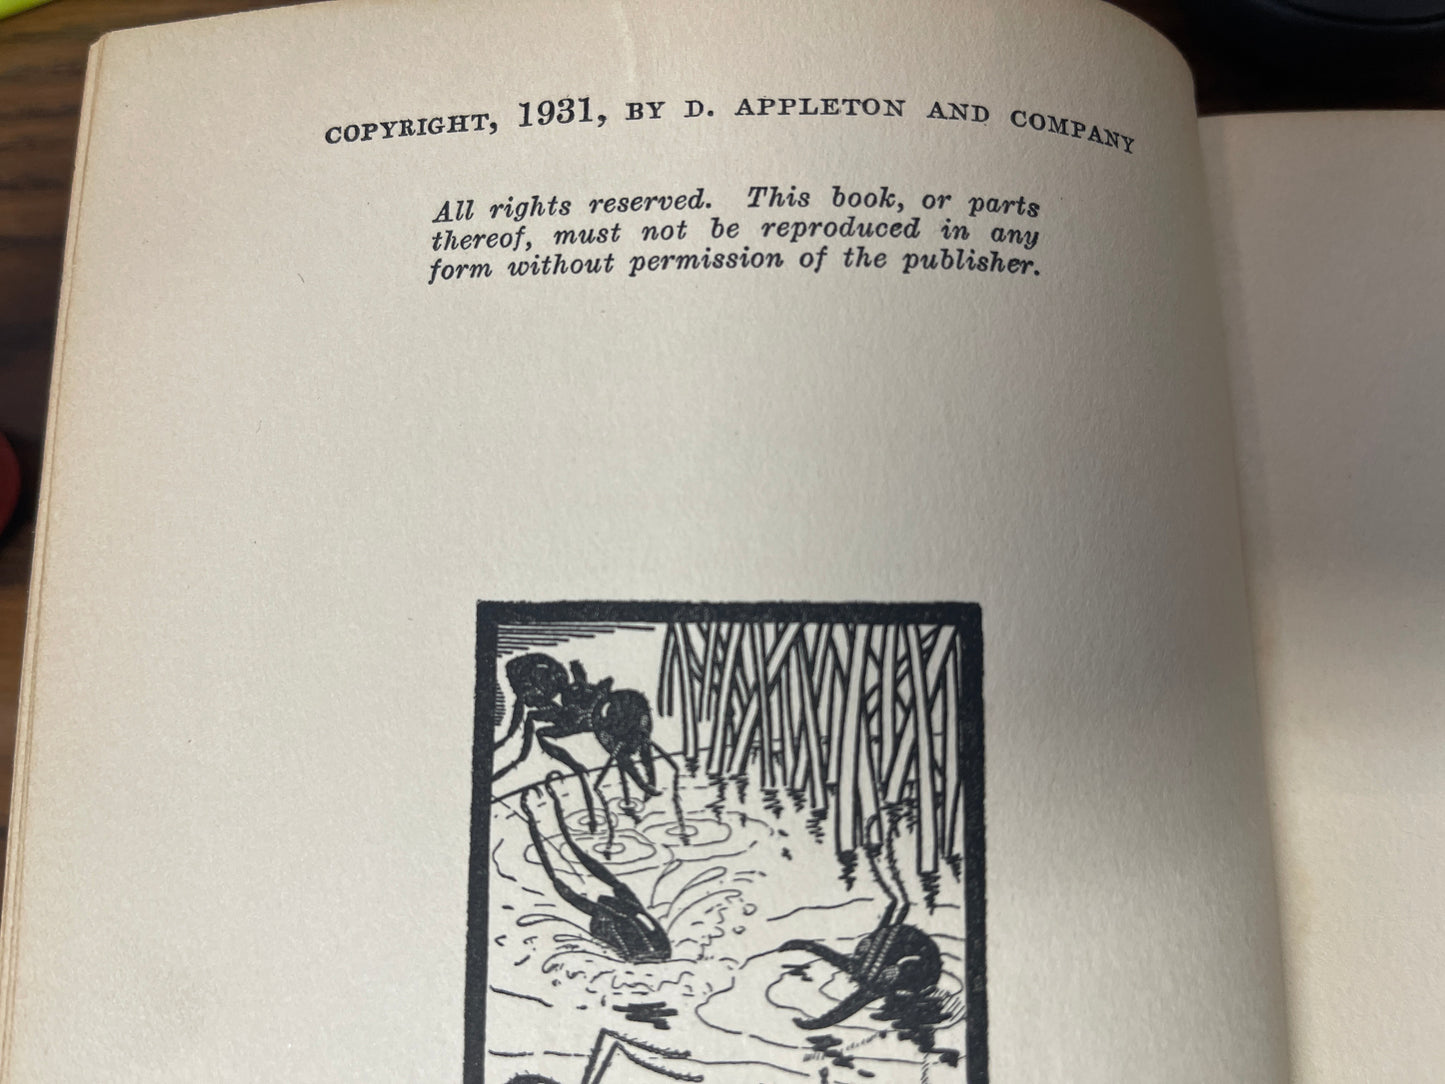 COPYRIGHT, 1931, BY D. APPLETON AND COMPANY
All rights reserved. This book, or parts
thereof, must not be reproduced in any
form without permission of the publisher.